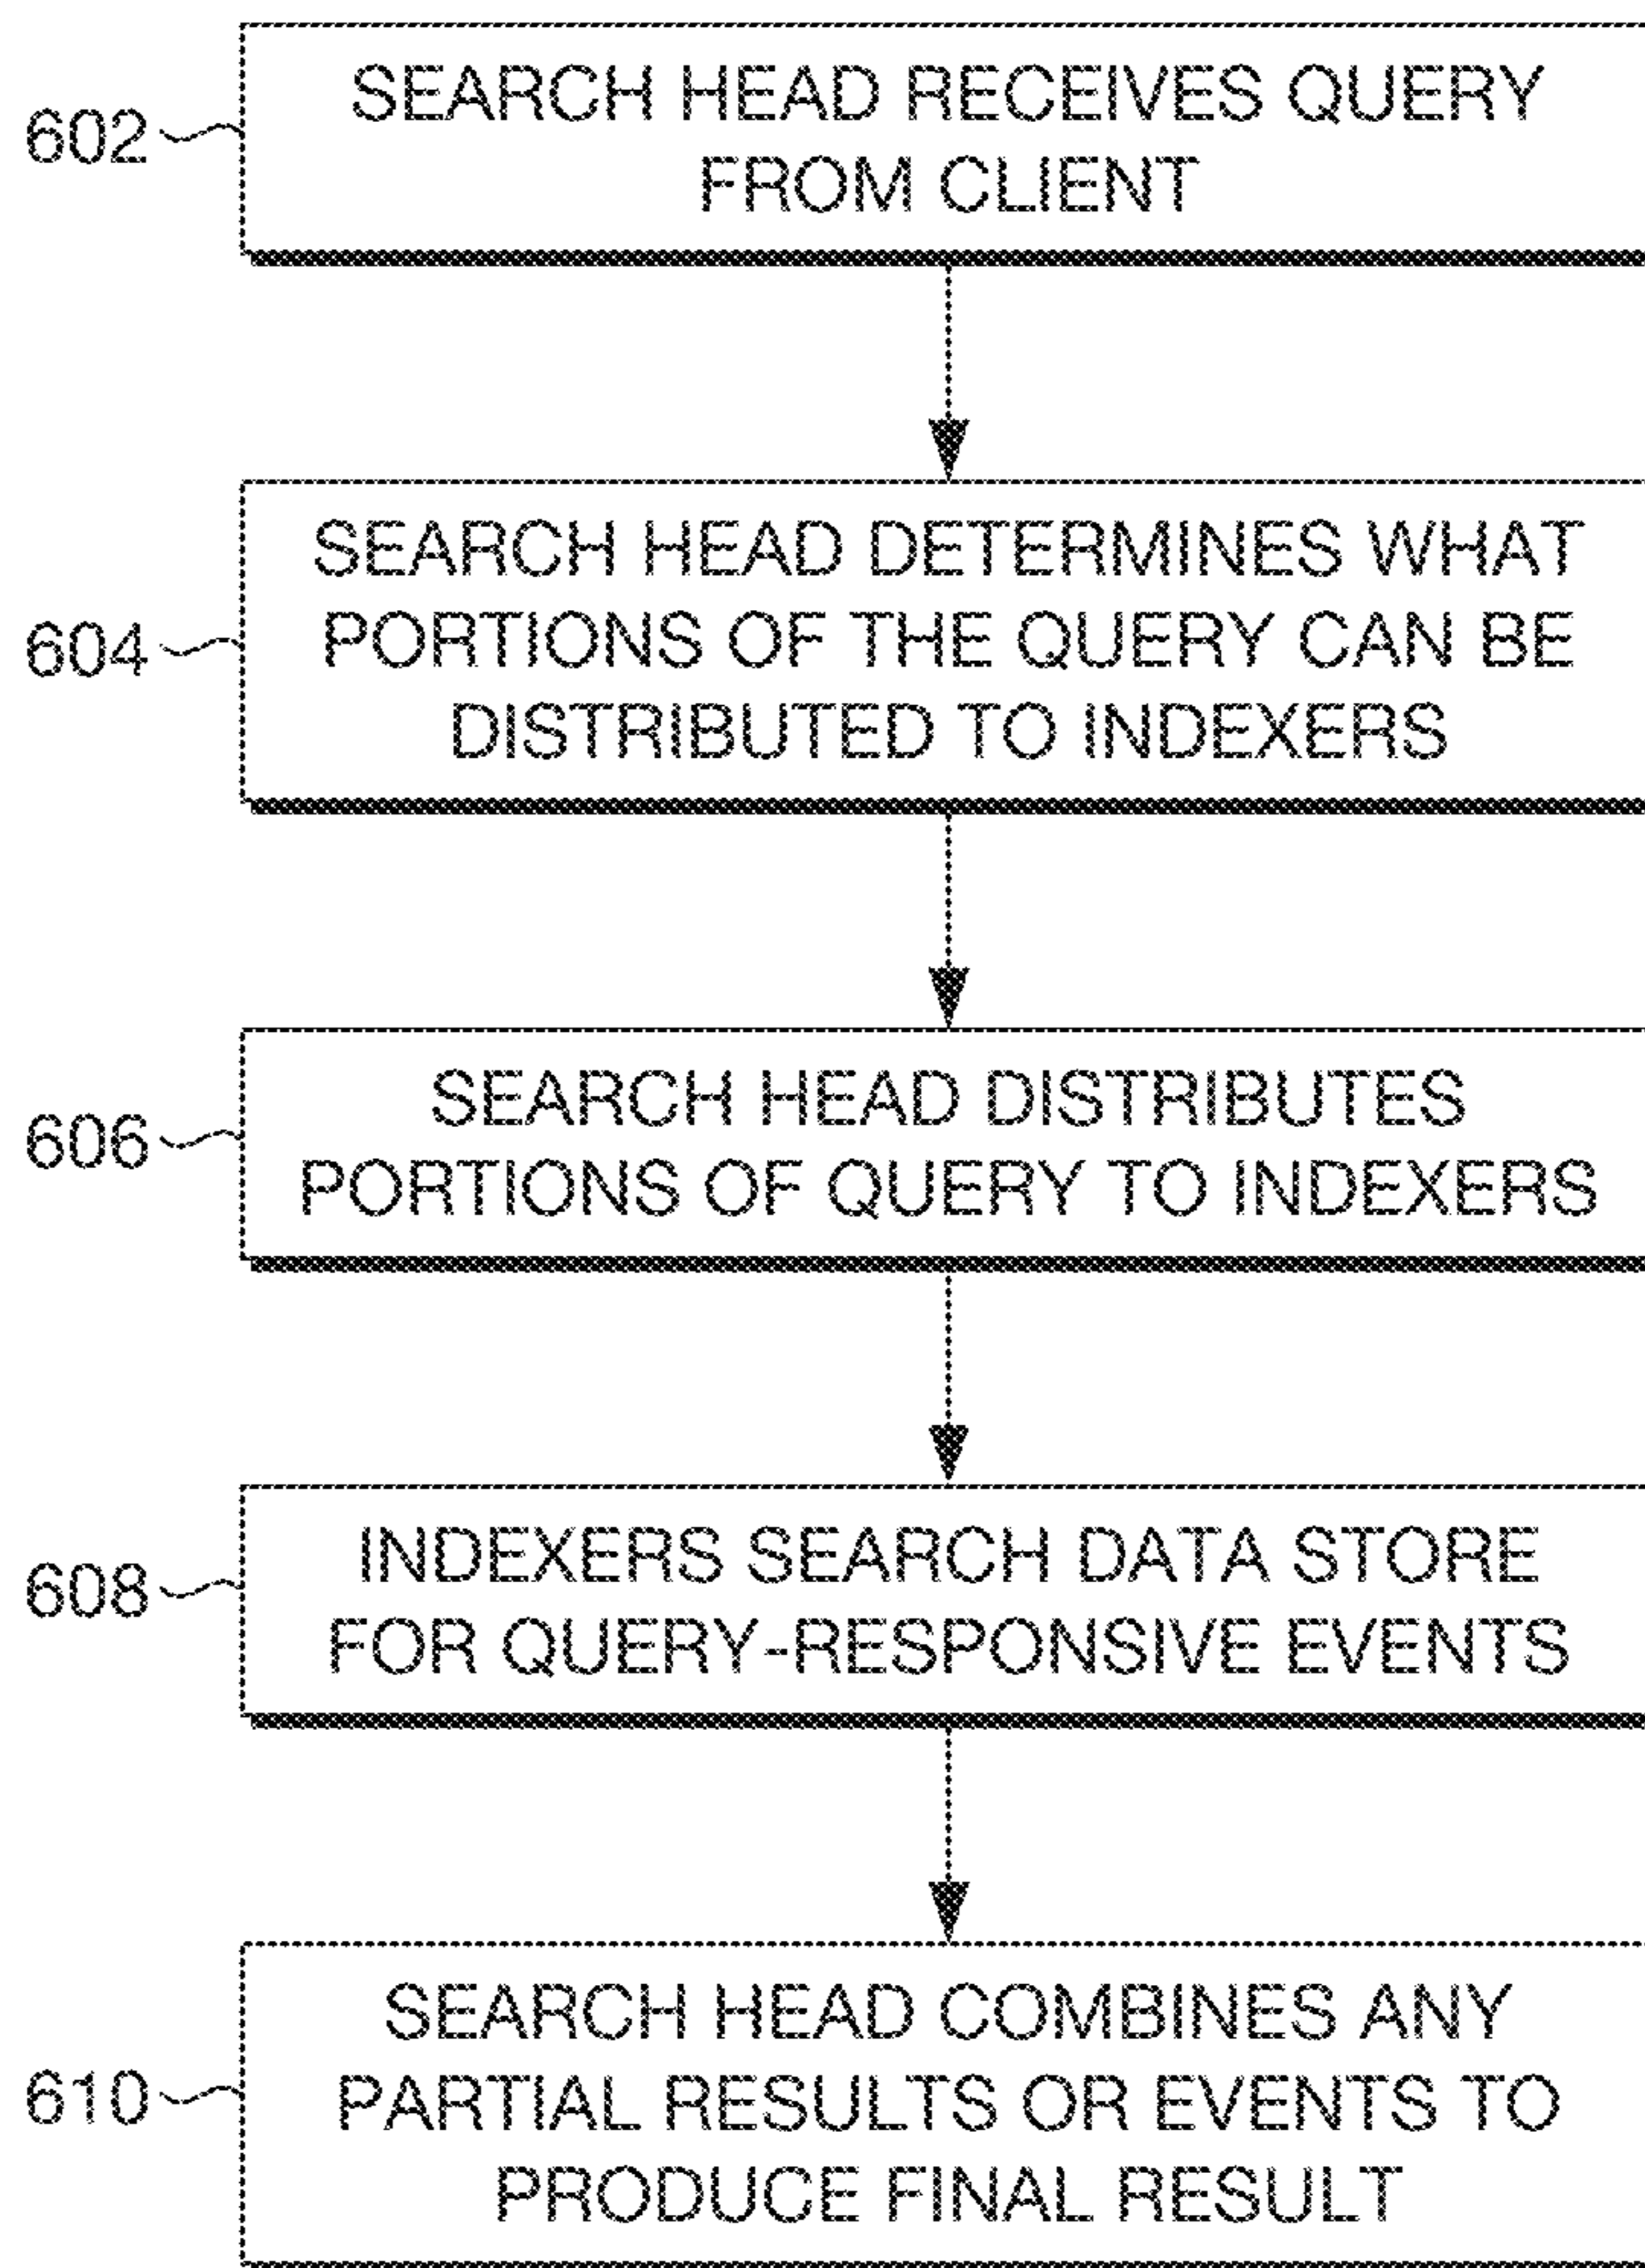 602
SEARCH HEAD RECEIVES QUERY
FROM CLIENT
604
SEARCH HEAD DETERMINES WHAT
PORTIONS OF THE QUERY CAN BE
DISTRIBUTED TO INDEXERS
606
SEARCH HEAD DISTRIBUTES
PORTIONS OF QUERY TO INDEXERS
608
INDEXERS SEARCH DATA STORE
FOR QUERY-RESPONSIVE EVENTS
610
SEARCH HEAD COMBINES ANY
PARTIAL RESULTS OR EVENTS TO
PRODUCE FINAL RESULT